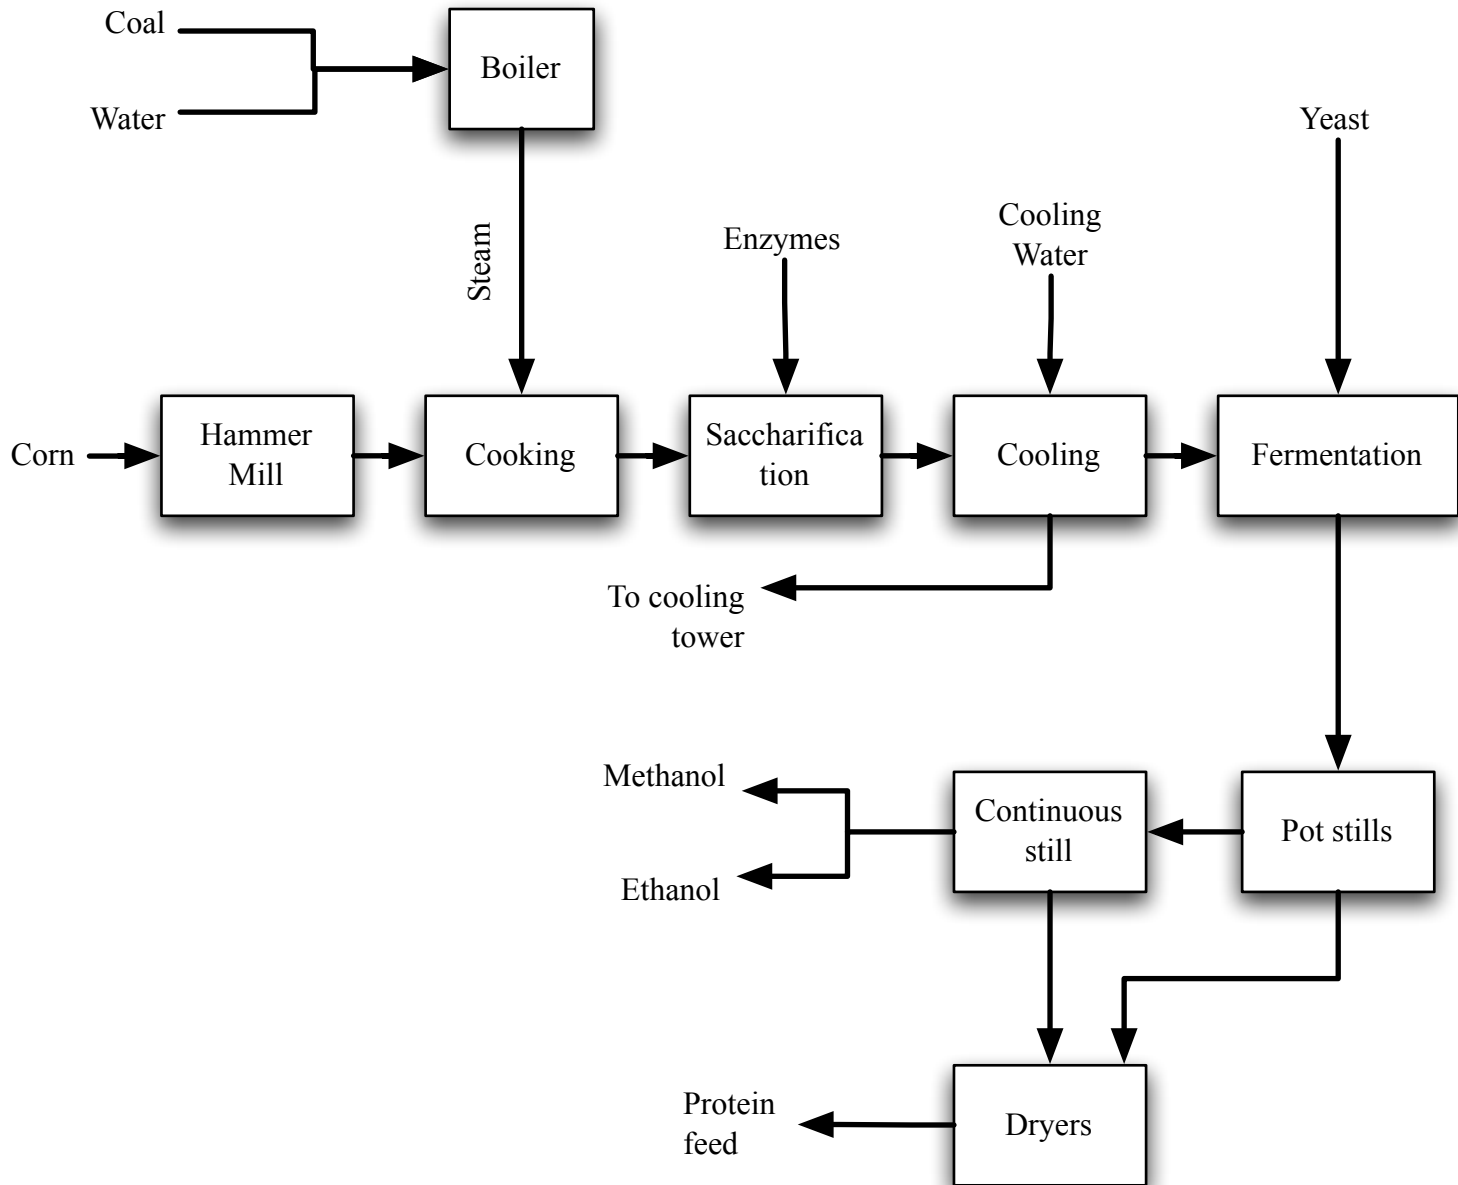 Coal
Boiler
Water
Yeast
Steam
Enzymes
Cooling
Water
Corn
Hammer
Mill
Cooking
Saccharifica
tion
Cooling
Fermentation
To cooling
tower
Methanol
Ethanol
Continuous
still
Pot stills
Protein
feed
Dryers